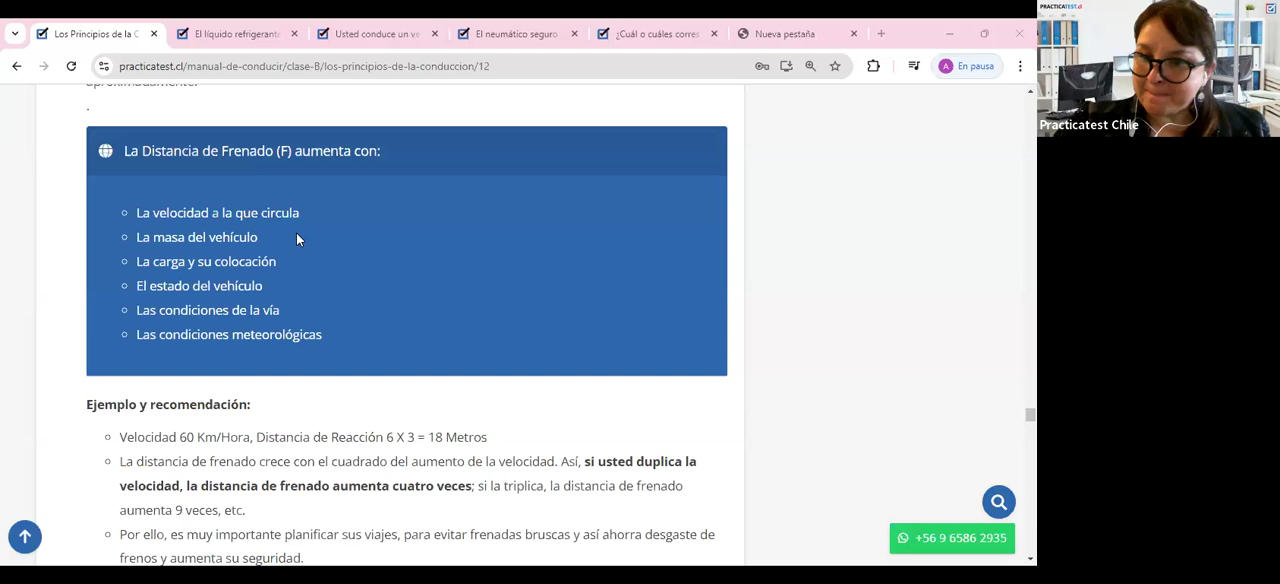 Los Principios de la C
El líquido refrigerante
Usted conduce un ve
El neumático seguro
¿Cuál o cuáles corres
Nueva pestaña
practicatest.cl/manual-de-conducir/clase-B/los-principios-de-la-conduccion/12
A
En pausa
PRACTICATEST.cl
Practicatest Chile
aproximadamente.
.
La Distancia de Frenado (F) aumenta con:
La velocidad a la que circula
La masa del vehículo
La carga y su colocación
El estado del vehículo
Las condiciones de la vía
Las condiciones meteorológicas
Ejemplo y recomendación:
Velocidad 60 Km/Hora, Distancia de Reacción 6 X 3 = 18 Metros
La distancia de frenado crece con el cuadrado del aumento de la velocidad. Así, si usted duplica la
velocidad, la distancia de frenado aumenta cuatro veces; si la triplica, la distancia de frenado
aumenta 9 veces, etc.
Por ello, es muy importante planificar sus viajes, para evitar frenadas bruscas y así ahorra desgaste de
frenos y aumenta su seguridad.
+56 9 6586 2935